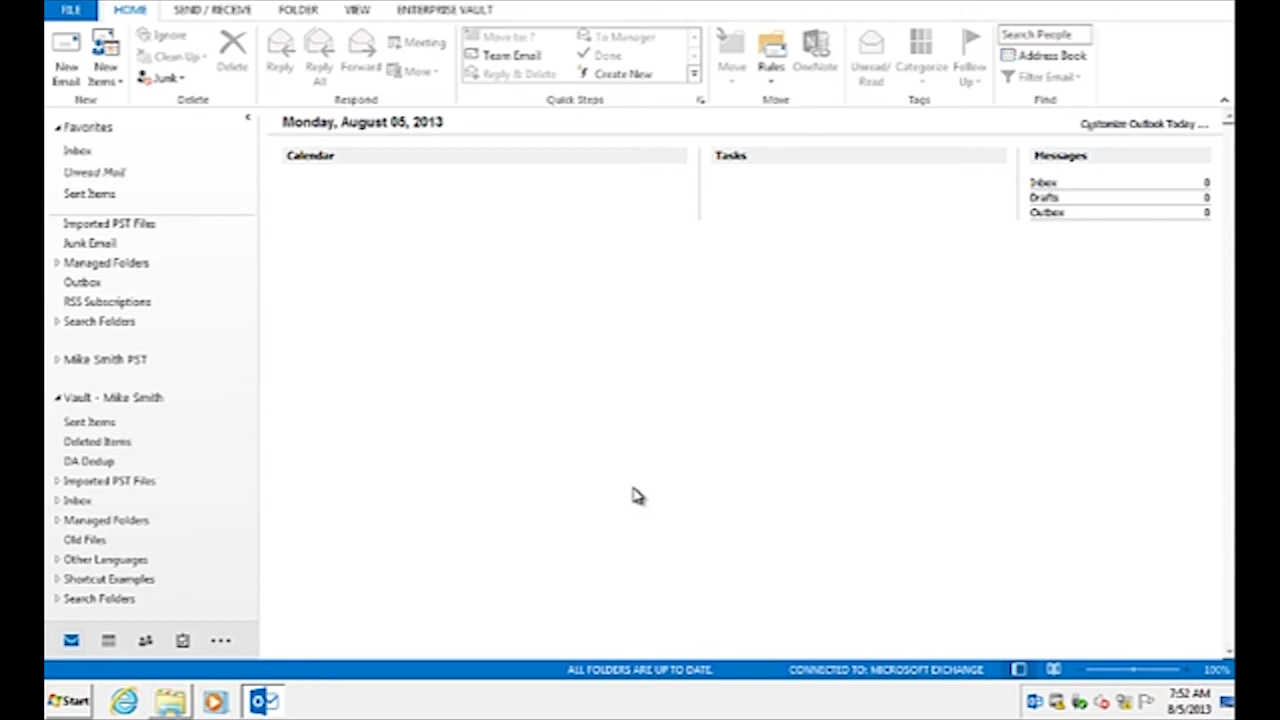 FILE HOME SEND / RECEIVE FOLDER VIEW ENTERPRISE VAULT
New Email
New Items
New
Ignore
Clean Up
Junk
Delete
Delete
Reply
Reply All
Forward
Meeting
More
Respond
Move to: ?
Team Email
Reply & Delete
To Manager
Done
Create New
Quick Steps
Move
Rules
OneNote
Move
Unread/ Read
Categorize
Follow Up
Tags
Search People
Address Book
Filter Email
Find
Favorites
Inbox
Unread Mail
Sent Items
Imported PST Files
Junk Email
Managed Folders
Outbox
RSS Subscriptions
Search Folders
Mike Smith PST
Vault - Mike Smith
Sent Items
Deleted Items
DA Dedup
Imported PST Files
Inbox
Managed Folders
Old Files
Other Languages
Shortcut Examples
Search Folders
Monday, August 05, 2013
Customize Outlook Today ...
Calendar
Tasks
Messages
Inbox 0
Drafts 0
Outbox 0
ALL FOLDERS ARE UP TO DATE. CONNECTED TO: MICROSOFT EXCHANGE 100%
Start
7:52 AM
8/5/2013